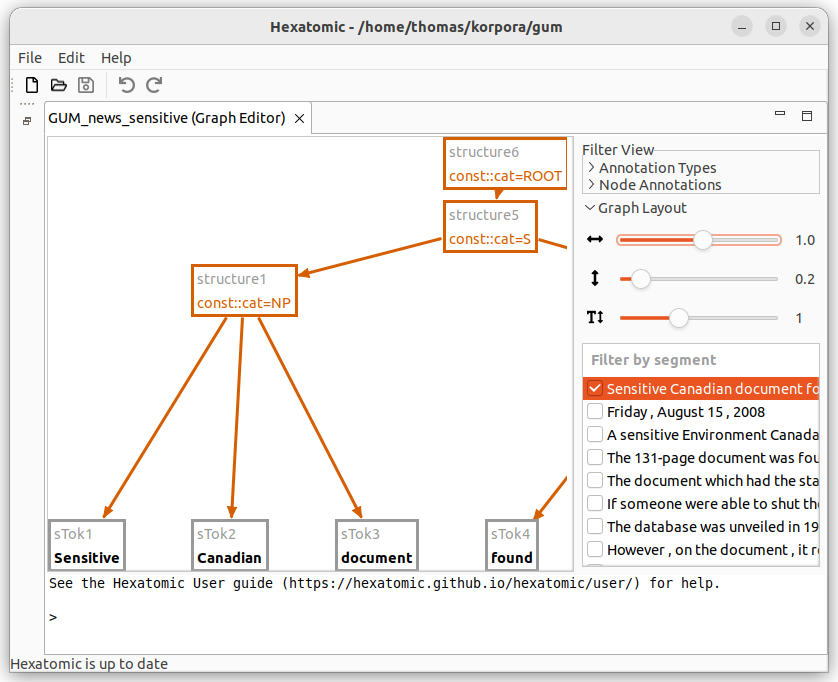 Hexatomic - /home/thomas/korpora/gum
File Edit Help
GUM_news_sensitive (Graph Editor)
structure6
const::cat=ROOT
structure5
const::cat=S
structure1
const::cat=NP
sTok1
Sensitive
sTok2
Canadian
sTok3
document
sTok4
found
Filter View
Annotation Types
Node Annotations
Graph Layout
1.0
0.2
1
Filter by segment
Sensitive Canadian document fo
Friday , August 15 , 2008
A sensitive Environment Canada
The 131-page document was fou
The document which had the sta
If someone were able to shut the
The database was unveiled in 19
However , on the document , it re
See the Hexatomic User guide (https://hexatomic.github.io/hexatomic/user/) for help.
>
Hexatomic is up to date